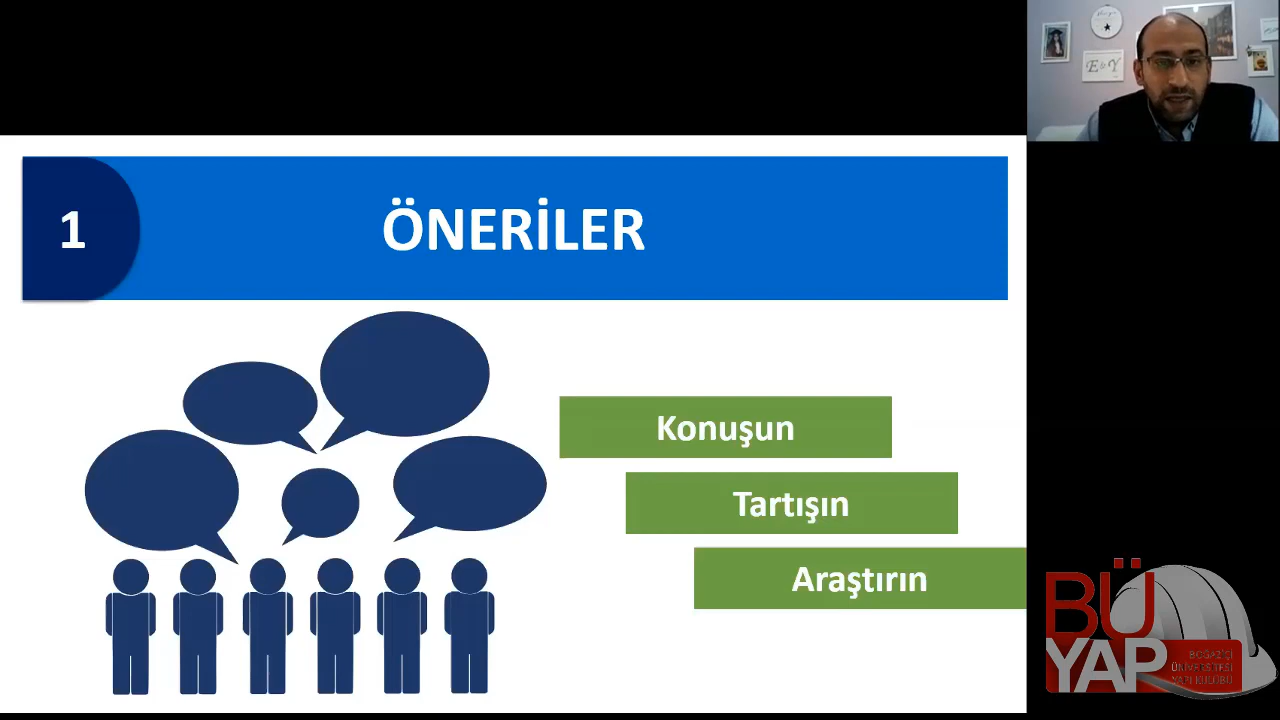 1
ÖNERİLER
Konuşun
Tartışın
Araştırın
E & Y
BÜ
YAP
BOĞAZİÇİ
ÜNİVERSİTESİ
YAPI KULÜBÜ